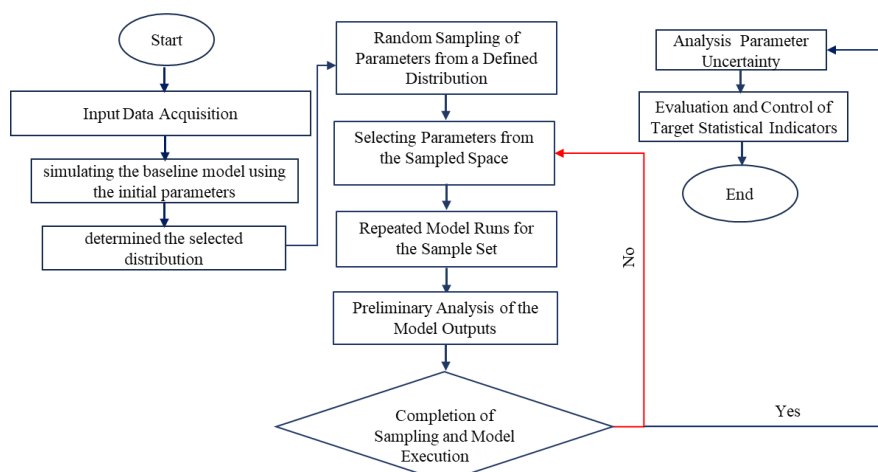 Start
Input Data Acquisition
simulating the baseline model using
the initial parameters
determined the selected
distribution
Random Sampling of
Parameters from a Defined
Distribution
Selecting Parameters from
the Sampled Space
Repeated Model Runs for
the Sample Set
Preliminary Analysis of the
Model Outputs
Completion of
Sampling and Model
Execution
No
Yes
Analysis Parameter
Uncertainty
Evaluation and Control of
Target Statistical Indicators
End